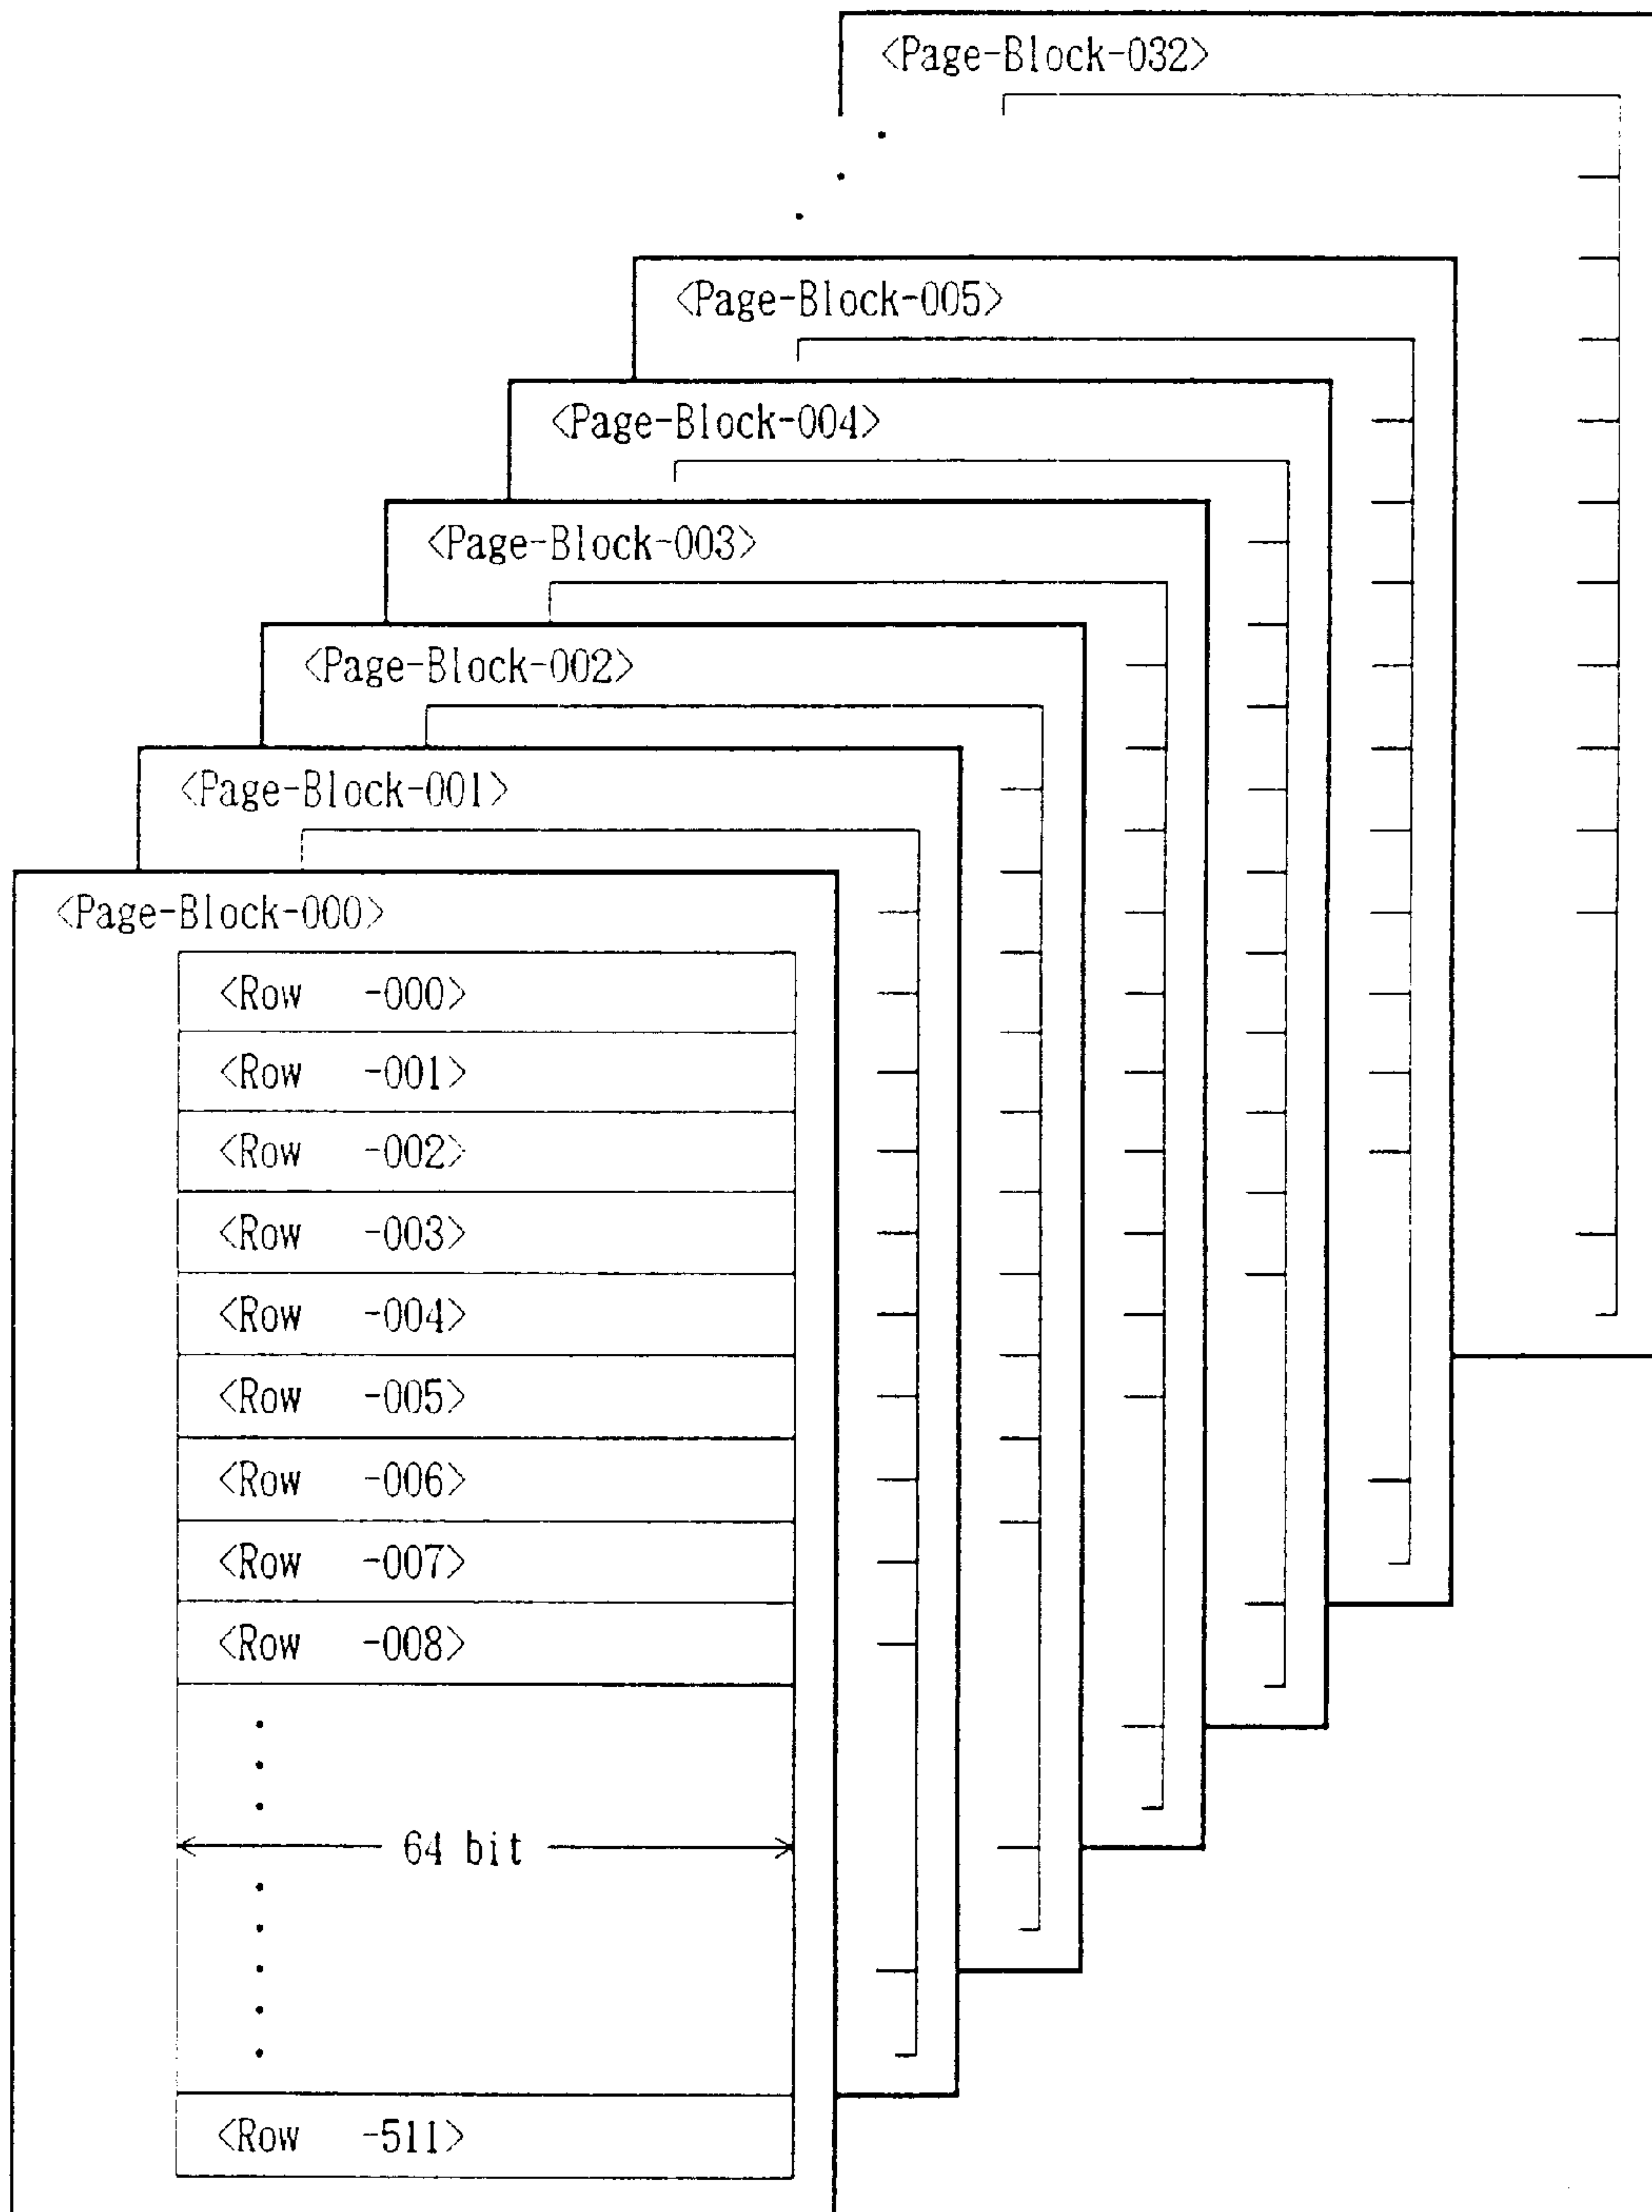 <Page-Block-032>
<Page-Block-005>
<Page-Block-004>
<Page-Block-003>
<Page-Block-002>
<Page-Block-001>
<Page-Block-000>
<Row -000>
<Row -001>
<Row -002>
<Row -003>
<Row -004>
<Row -005>
<Row -006>
<Row -007>
<Row -008>
64 bit
<Row -511>